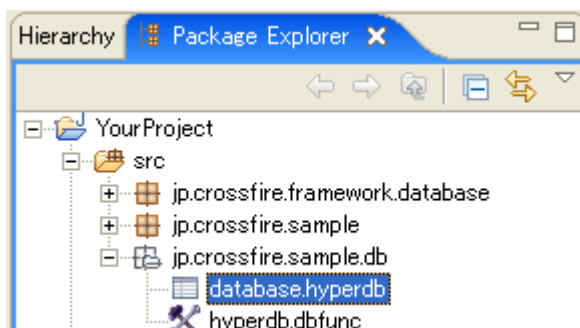 Hierarchy Package Explorer
YourProject
src
jp.crossfire.framework.database
jp.crossfire.sample
jp.crossfire.sample.db
database.hyperdb
hyperdb.dbfunc